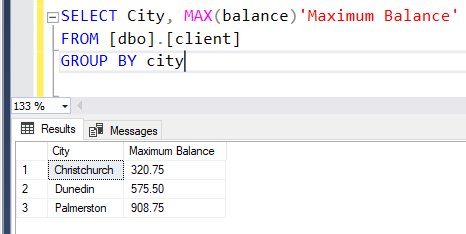 SELECT City, MAX(balance)'Maximum Balance'
FROM [dbo].[client]
GROUP BY city
133 %
Results Messages
City Maximum Balance
1 Christchurch 320.75
2 Dunedin 575.50
3 Palmerston 908.75